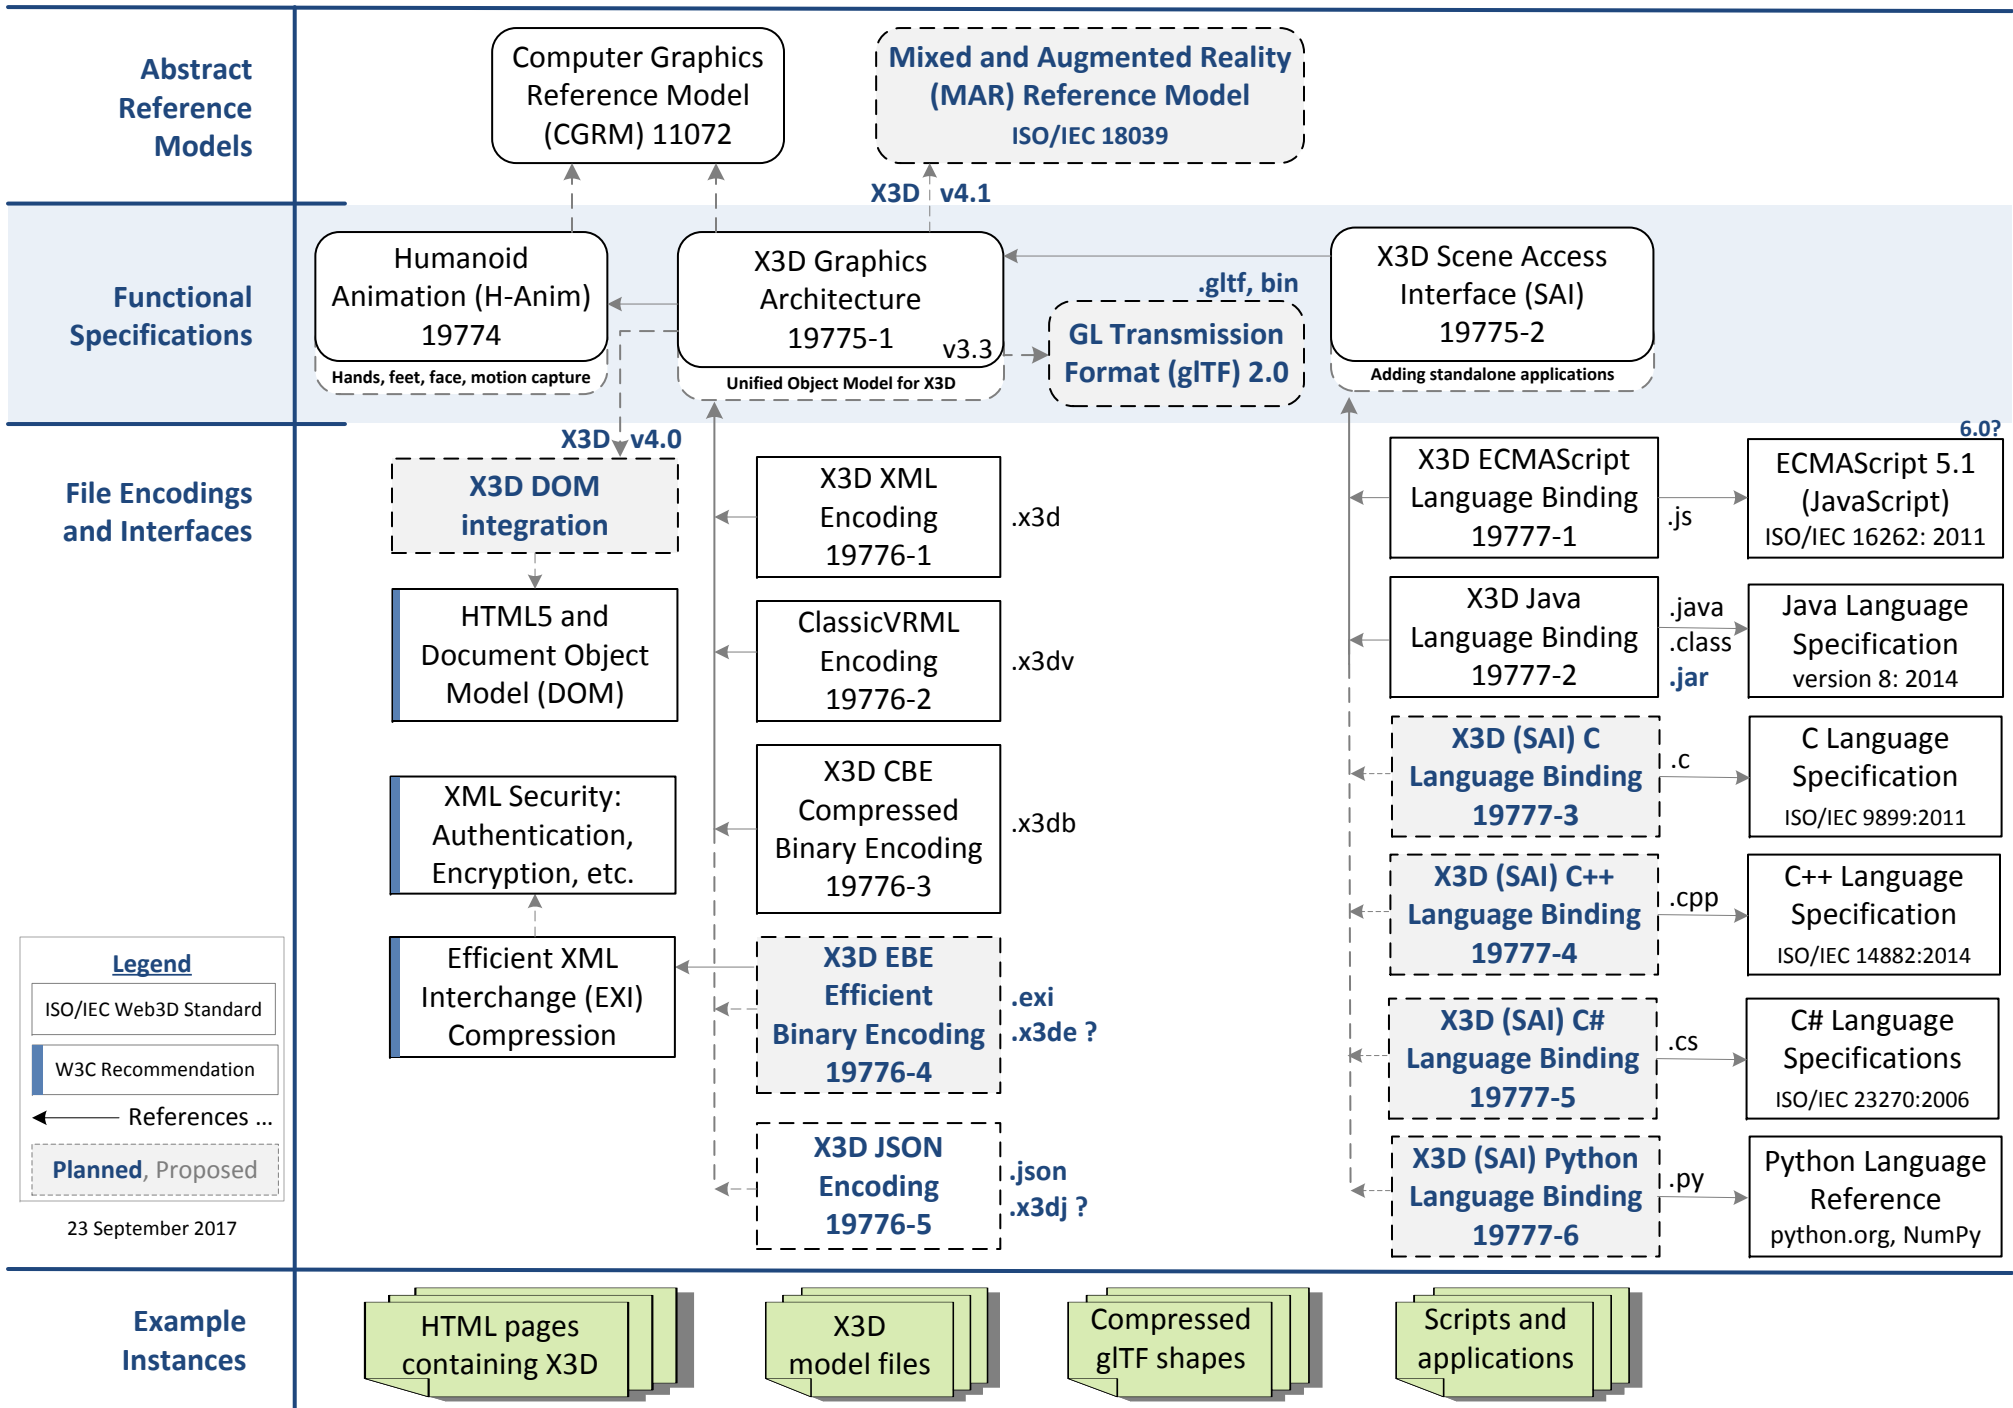 Abstract
Reference
Models
Computer Graphics
Reference Model
(CGRM) 11072
Mixed and Augmented Reality
(MAR) Reference Model
ISO/IEC 18039
X3D v4.1
Functional
Specifications
Humanoid
Animation (H-Anim)
19774
Hands, feet, face, motion capture
X3D Graphics
Architecture
19775-1
v3.3
Unified Object Model for X3D
.gltf, bin
GL Transmission
Format (glTF) 2.0
X3D Scene Access
Interface (SAI)
19775-2
Adding standalone applications
File Encodings
and Interfaces
X3D v4.0
X3D DOM
integration
HTML5 and
Document Object
Model (DOM)
XML Security:
Authentication,
Encryption, etc.
Efficient XML
Interchange (EXI)
Compression
X3D XML
Encoding
19776-1
.x3d
ClassicVRML
Encoding
19776-2
.x3dv
X3D CBE
Compressed
Binary Encoding
19776-3
.x3db
X3D EBE
Efficient
Binary Encoding
19776-4
.exi
.x3de ?
X3D JSON
Encoding
19776-5
.json
.x3dj ?
X3D ECMAScript
Language Binding
19777-1
.js
6.0?
ECMAScript 5.1
(JavaScript)
ISO/IEC 16262: 2011
X3D Java
Language Binding
19777-2
.java
.class
.jar
Java Language
Specification
version 8: 2014
X3D (SAI) C
Language Binding
19777-3
.c
C Language
Specification
ISO/IEC 9899:2011
X3D (SAI) C++
Language Binding
19777-4
.cpp
C++ Language
Specification
ISO/IEC 14882:2014
X3D (SAI) C#
Language Binding
19777-5
.cs
C# Language
Specifications
ISO/IEC 23270:2006
X3D (SAI) Python
Language Binding
19777-6
.py
Python Language
Reference
python.org, NumPy
Legend
ISO/IEC Web3D Standard
W3C Recommendation
References ...
Planned, Proposed
23 September 2017
Example
Instances
HTML pages
containing X3D
X3D
model files
Compressed
glTF shapes
Scripts and
applications